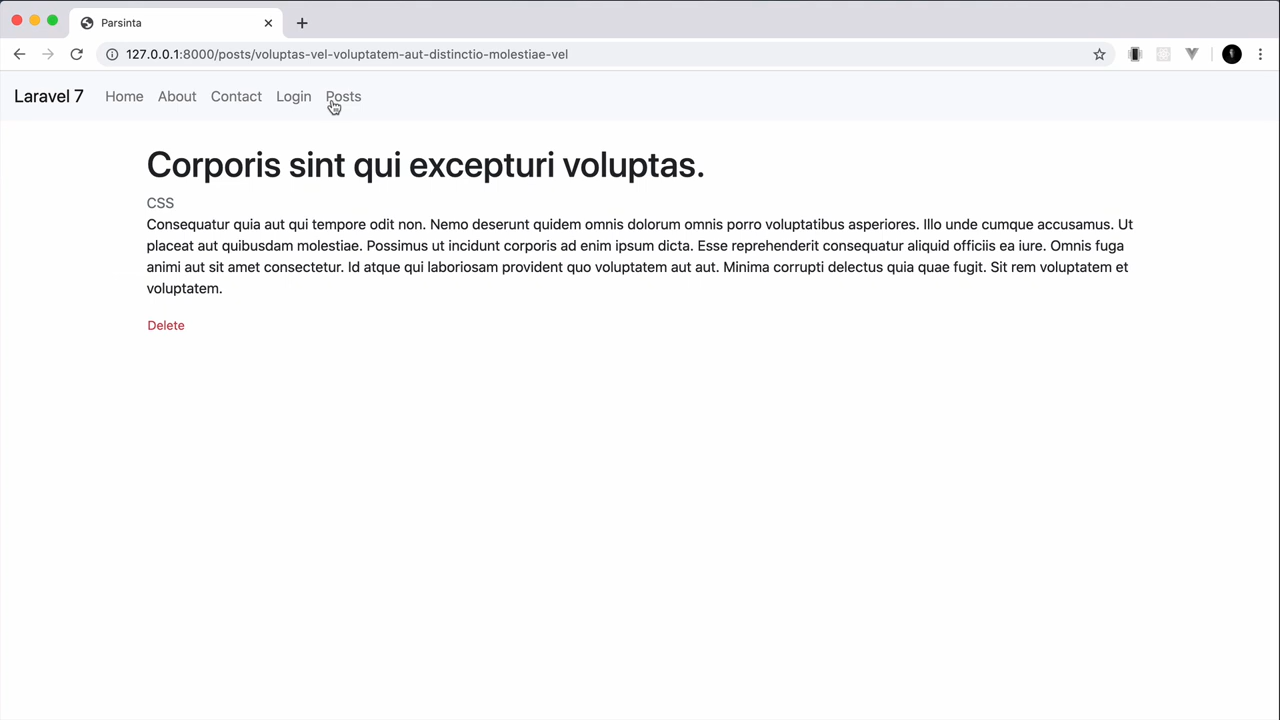 Parsinta
127.0.0.1:8000/posts/voluptas-vel-voluptatem-aut-distinctio-molestiae-vel
Laravel 7 Home About Contact Login Posts
Corporis sint qui excepturi voluptas.
CSS
Consequatur quia aut qui tempore odit non. Nemo deserunt quidem omnis dolorum omnis porro voluptatibus asperiores. Illo unde cumque accusamus. Ut
placeat aut quibusdam molestiae. Possimus ut incidunt corporis ad enim ipsum dicta. Esse reprehenderit consequatur aliquid officiis ea iure. Omnis fuga
animi aut sit amet consectetur. Id atque qui laboriosam provident quo voluptatem aut aut. Minima corrupti delectus quia quae fugit. Sit rem voluptatem et
voluptatem.
Delete